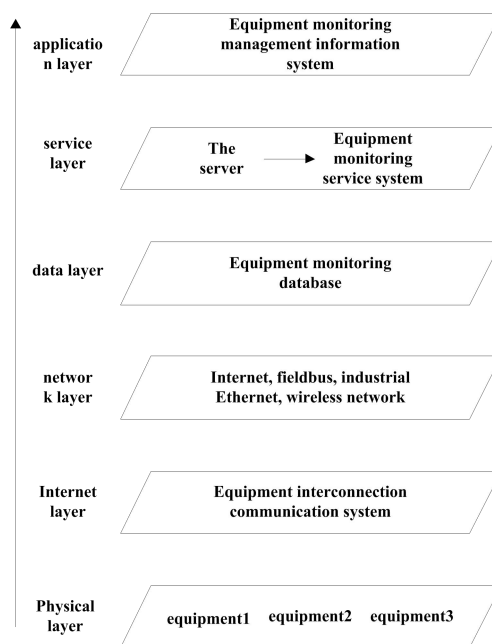 applicatio
n layer
Equipment monitoring
management information
system
service
layer
The
server
Equipment
monitoring
service system
data layer
Equipment monitoring
database
networ
k layer
Internet, fieldbus, industrial
Ethernet, wireless network
Internet
layer
Equipment interconnection
communication system
Physical
layer
equipment1 equipment2 equipment3